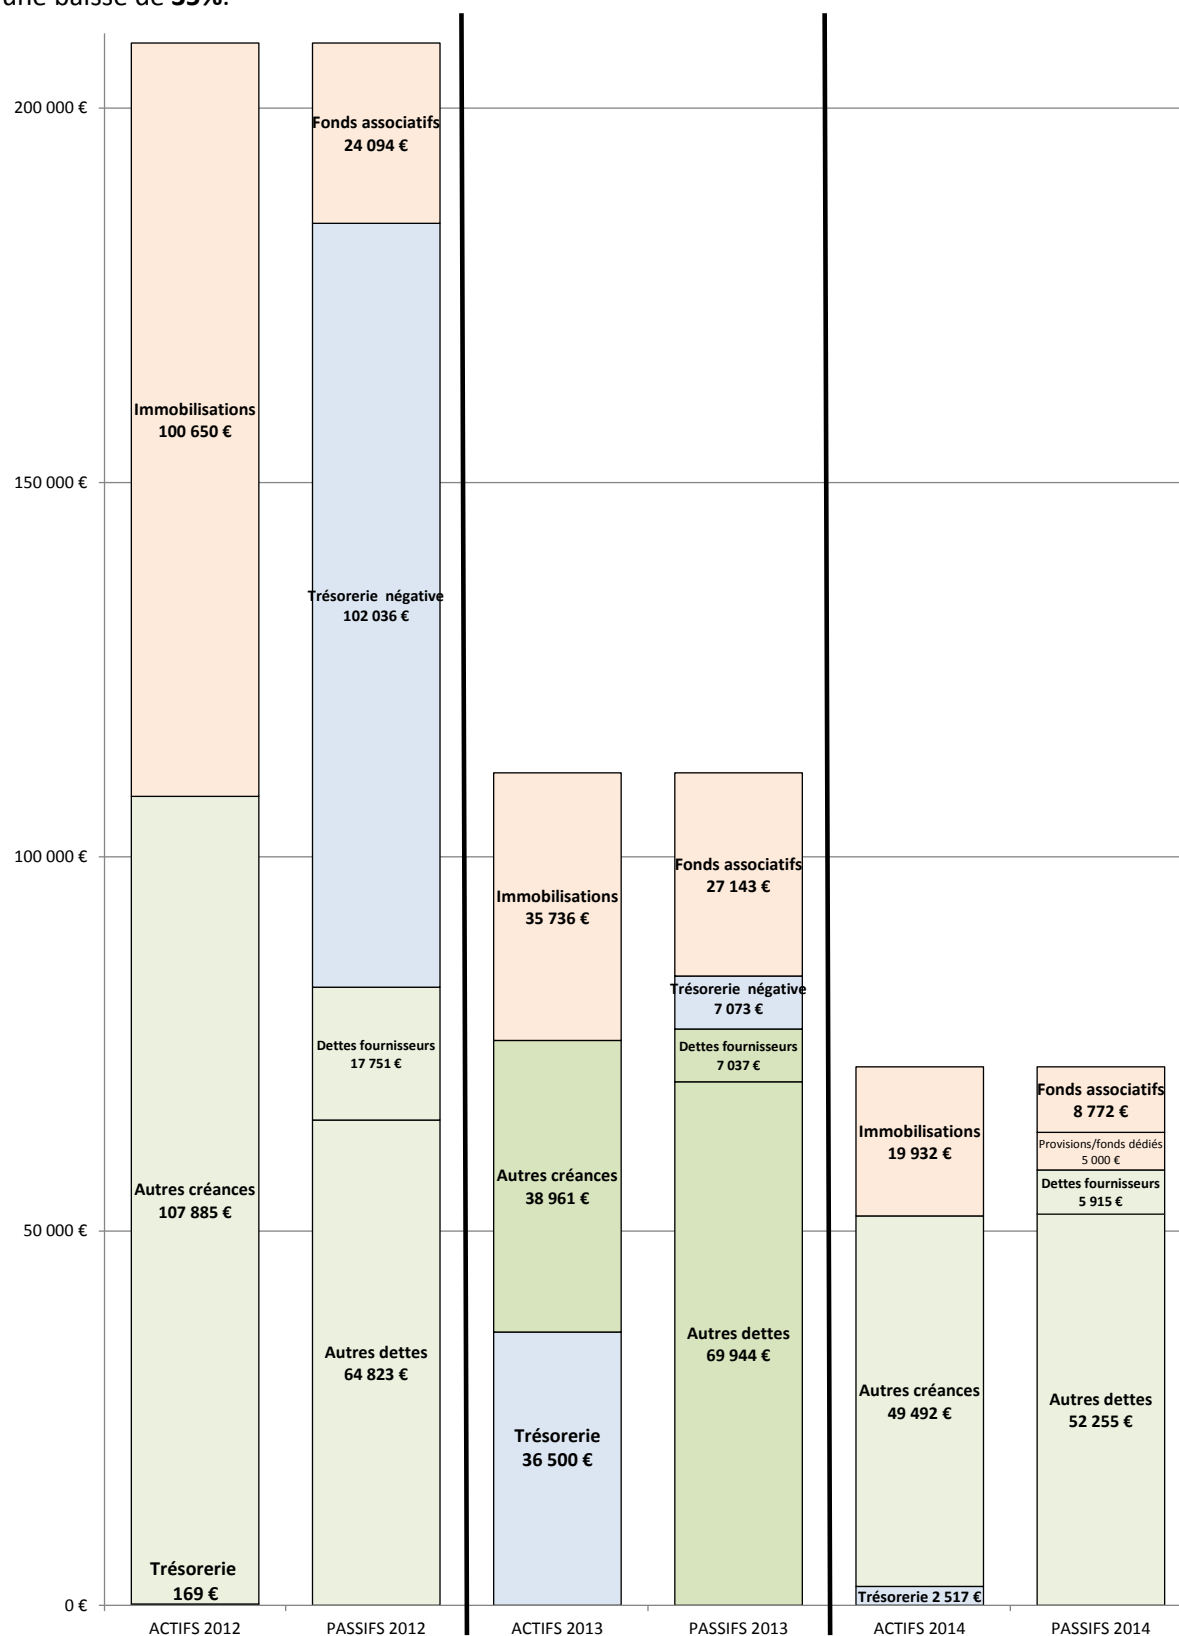 une baisse de 35%.
200 000 €
150 000 €
100 000 €
50 000 €
0 €
Immobilisations
100 650 €
Autres créances
107 885 €
Trésorerie
169 €
ACTIFS 2012
Fonds associatifs
24 094 €
Trésorerie négative
102 036 €
Dettes fournisseurs
17 751 €
Autres dettes
64 823 €
PASSIFS 2012
Immobilisations
35 736 €
Autres créances
38 961 €
Trésorerie
36 500 €
ACTIFS 2013
Fonds associatifs
27 143 €
Trésorerie négative
7 073 €
Dettes fournisseurs
7 037 €
Autres dettes
69 944 €
PASSIFS 2013
Immobilisations
19 932 €
Autres créances
49 492 €
Trésorerie 2 517 €
ACTIFS 2014
Fonds associatifs
8 772 €
Provisions/fonds dédiés
5 000 €
Dettes fournisseurs
5 915 €
Autres dettes
52 255 €
PASSIFS 2014